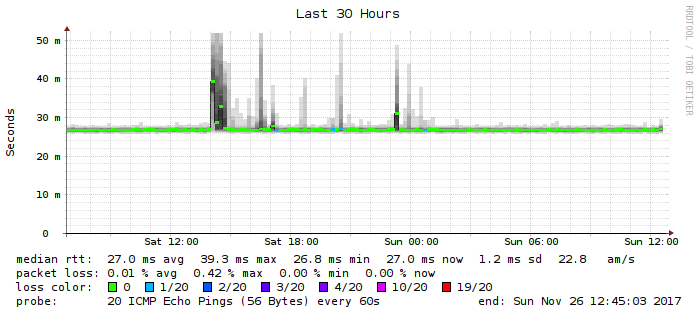 Last 30 Hours
RRDTOOL / TOBI OETIKER
Seconds
50 m
40 m
30 m
20 m
10 m
0
Sat 12:00 Sat 18:00 Sun 00:00 Sun 06:00 Sun 12:00
median rtt: 27.0 ms avg 39.3 ms max 26.8 ms min 27.0 ms now 1.2 ms sd 22.8 am/s
packet loss: 0.01 % avg 0.42 % max 0.00 % min 0.00 % now
loss color: 0 1/20 2/20 3/20 4/20 10/20 19/20
probe: 20 ICMP Echo Pings (56 Bytes) every 60s end: Sun Nov 26 12:45:03 2017